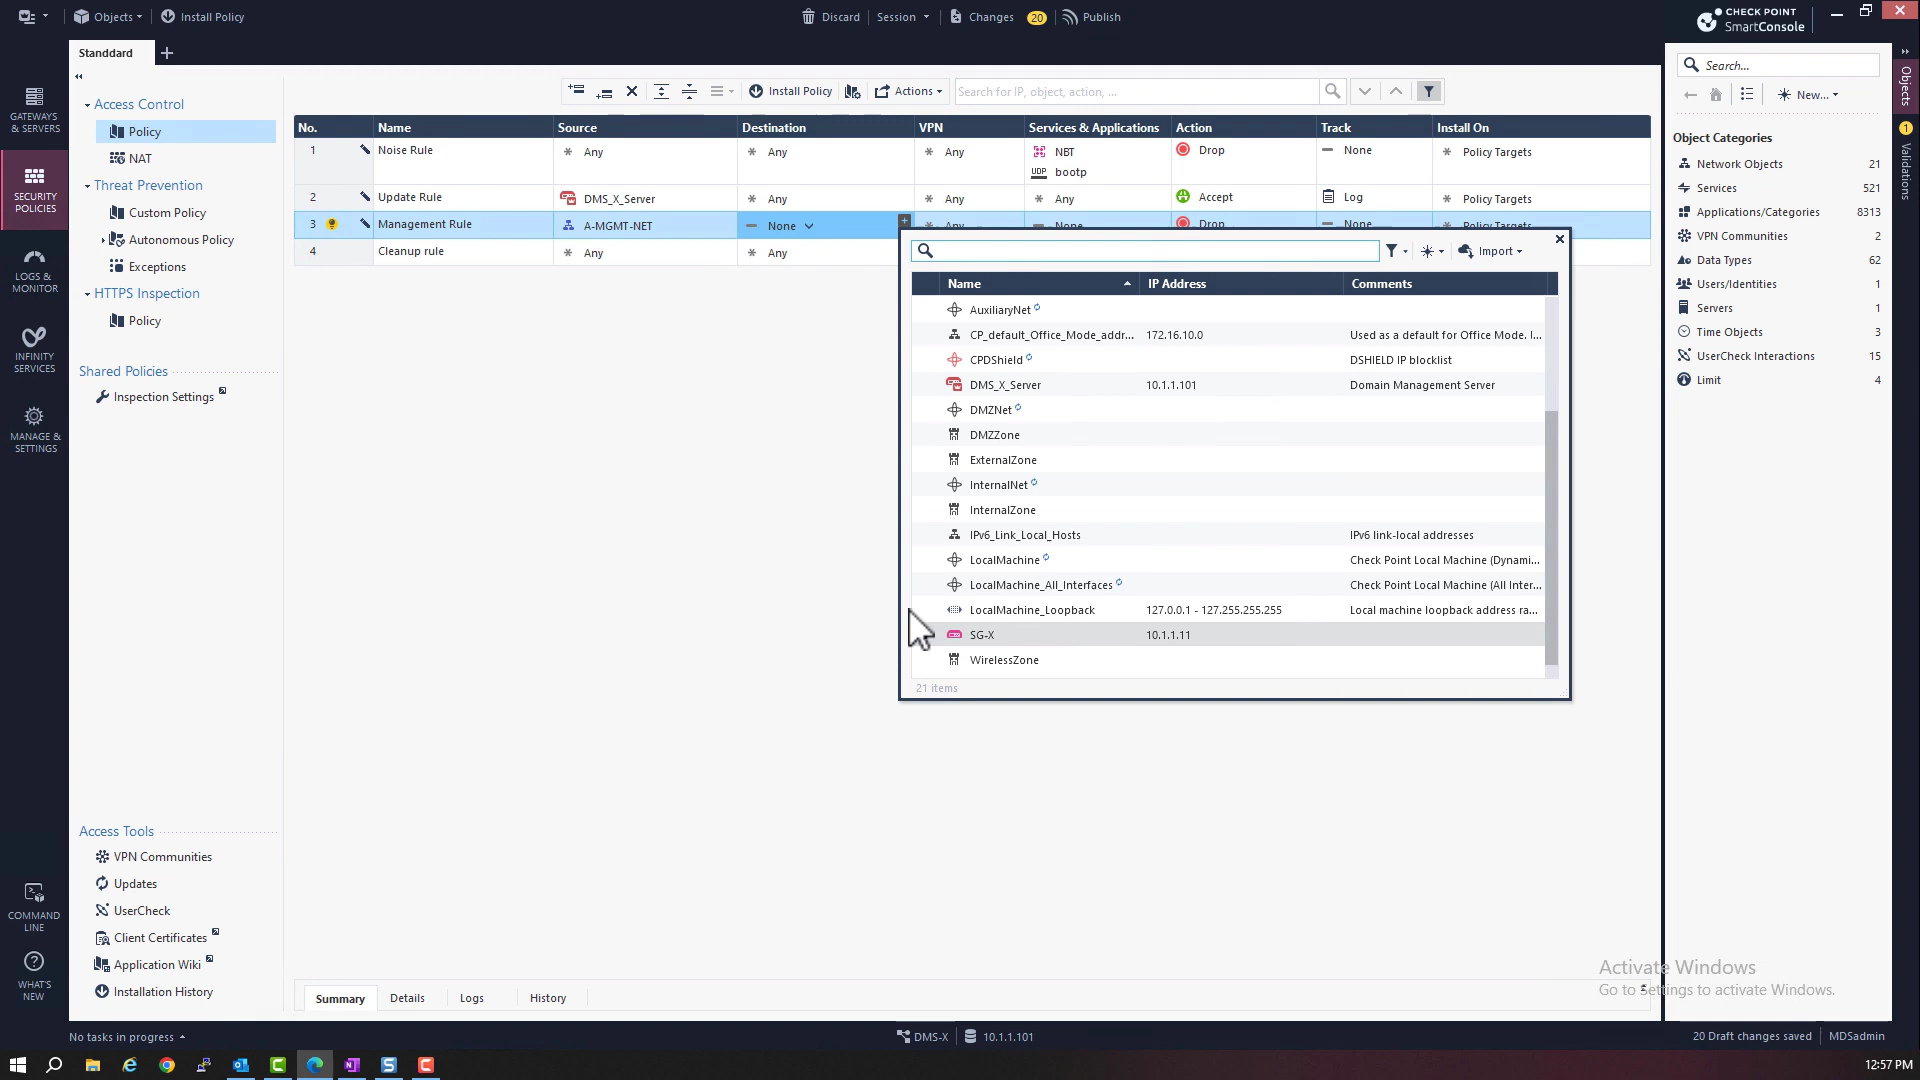 Objects
Install Policy
Discard
Session
Changes
20
Publish
CHECK POINT
SmartConsole
Standdard
GATEWAYS
& SERVERS
SECURITY
POLICIES
LOGS &
MONITOR
INFINITY
SERVICES
MANAGE &
SETTINGS
COMMAND
LINE
WHAT'S
NEW
Access Control
Policy
NAT
Threat Prevention
Custom Policy
Autonomous Policy
Exceptions
HTTPS Inspection
Policy
Shared Policies
Inspection Settings
Access Tools
VPN Communities
Updates
UserCheck
Client Certificates
Application Wiki
Installation History
Install Policy
Actions
Search for IP, object, action, ...
No. Name Source Destination VPN Services & Applications Action Track Install On
1 Noise Rule Any Any Any NBT Drop None Policy Targets
UDP bootp
2 Update Rule DMS_X_Server Any Any Any Accept Log Policy Targets
3 Management Rule A-MGMT-NET None Any None Drop None Policy Targets
4 Cleanup rule Any Any
Import
Name IP Address Comments
AuxiliaryNet
CP_default_Office_Mode_addr... 172.16.10.0 Used as a default for Office Mode. I...
CPDShield DSHIELD IP blocklist
DMS_X_Server 10.1.1.101 Domain Management Server
DMZNet
DMZZone
ExternalZone
InternalNet
InternalZone
IPv6_Link_Local_Hosts IPv6 link-local addresses
LocalMachine Check Point Local Machine (Dynami...
LocalMachine_All_Interfaces Check Point Local Machine (All Inter...
LocalMachine_Loopback 127.0.0.1 - 127.255.255.255 Local machine loopback address ra...
SG-X 10.1.1.11
WirelessZone
21 items
Search...
New...
Object Categories
Network Objects 21
Services 521
Applications/Categories 8313
VPN Communities 2
Data Types 62
Users/Identities 1
Servers 1
Time Objects 3
UserCheck Interactions 15
Limit 4
Objects
1
Validations
Summary
Details
Logs
History
Activate Windows
Go to Settings to activate Windows.
No tasks in progress
DMS-X
10.1.1.101
20 Draft changes saved
MDSadmin
12:57 PM